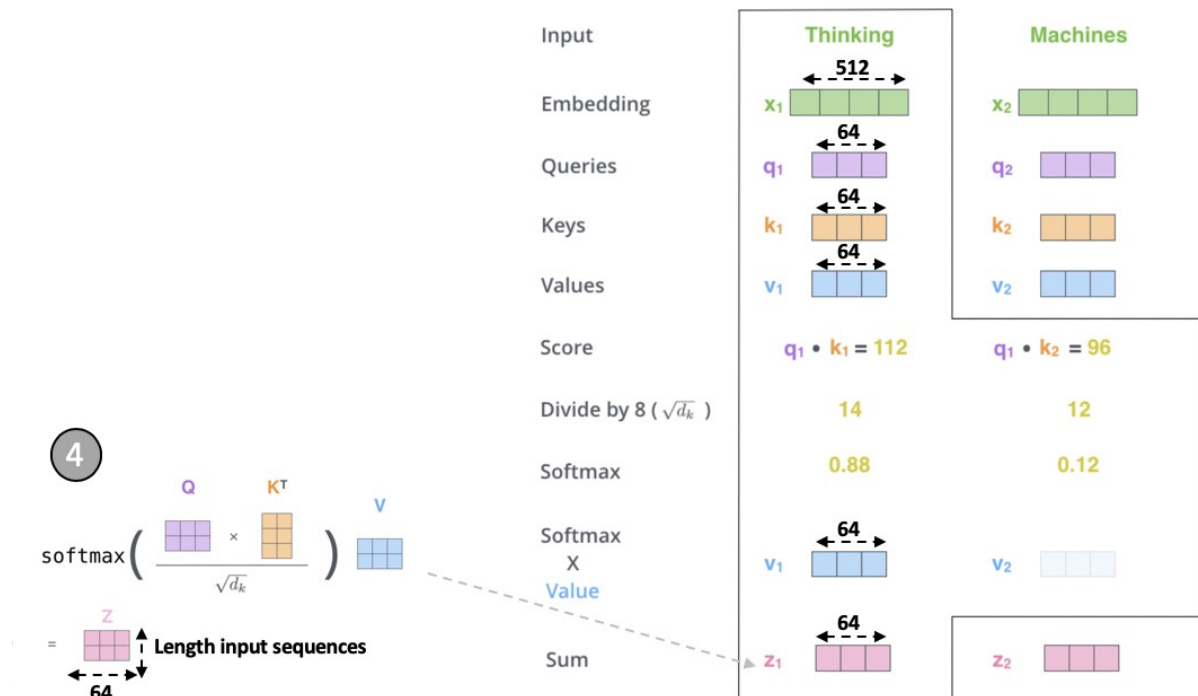 Input Thinking Machines
512
Embedding x₁ x₂
64
Queries q₁ q₂
64
Keys k₁ k₂
64
Values v₁ v₂
Score q₁ • k₁ = 112 q₁ • k₂ = 96
Divide by 8 ( √dₖ ) 14 12
Softmax 0.88 0.12
Softmax
X
Value
64
v₁ v₂
64
Sum z₁ z₂
4
Q Kᵀ V
softmax( × )
√dₖ
Z
= Length input sequences
64